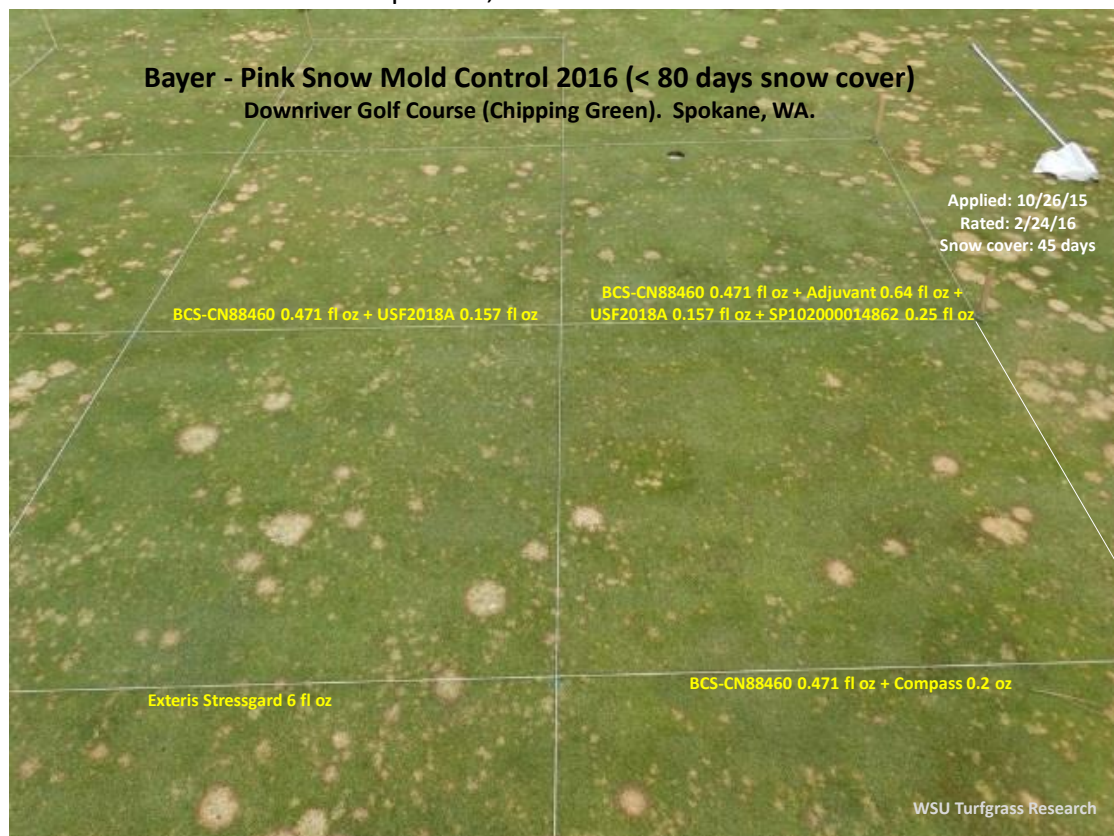 Bayer - Pink Snow Mold Control 2016 (< 80 days snow cover)
Downriver Golf Course (Chipping Green).  Spokane, WA.
Applied: 10/26/15
Rated: 2/24/16
Snow cover: 45 days
BCS-CN88460 0.471 fl oz + USF2018A 0.157 fl oz
BCS-CN88460 0.471 fl oz + Adjuvant 0.64 fl oz +
USF2018A 0.157 fl oz + SP102000014862 0.25 fl oz
Exteris Stressgard 6 fl oz
BCS-CN88460 0.471 fl oz + Compass 0.2 oz
WSU Turfgrass Research